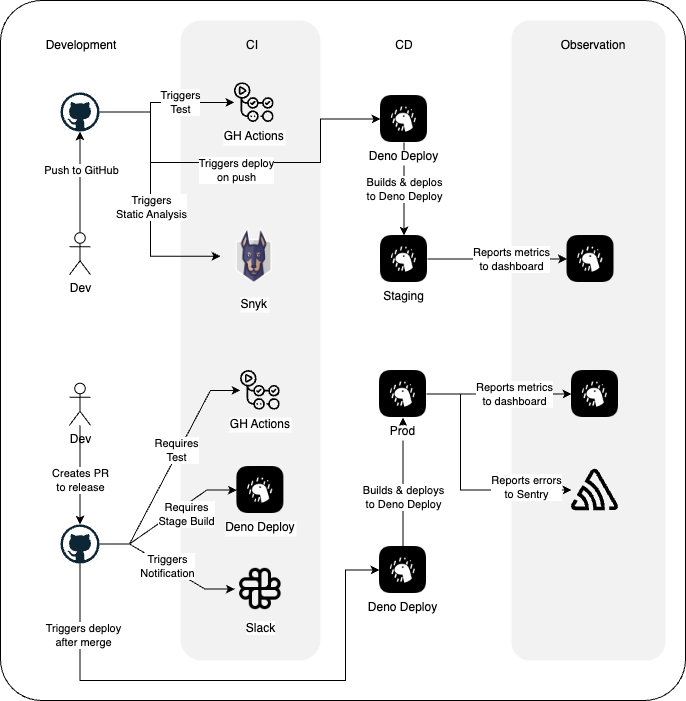 Development
CI
CD
Observation
Triggers
Test
GH Actions
Triggers deploy
on push
Deno Deploy
Push to GitHub
Builds & deplos
to Deno Deploy
Triggers
Static Analysis
Dev
Snyk
Staging
Reports metrics
to dashboard
Dev
GH Actions
Prod
Reports metrics
to dashboard
Creates PR
to release
Requires
Test
Requires
Stage Build
Deno Deploy
Builds & deploys
to Deno Deploy
Reports errors
to Sentry
Triggers
Notification
Slack
Deno Deploy
Triggers deploy
after merge